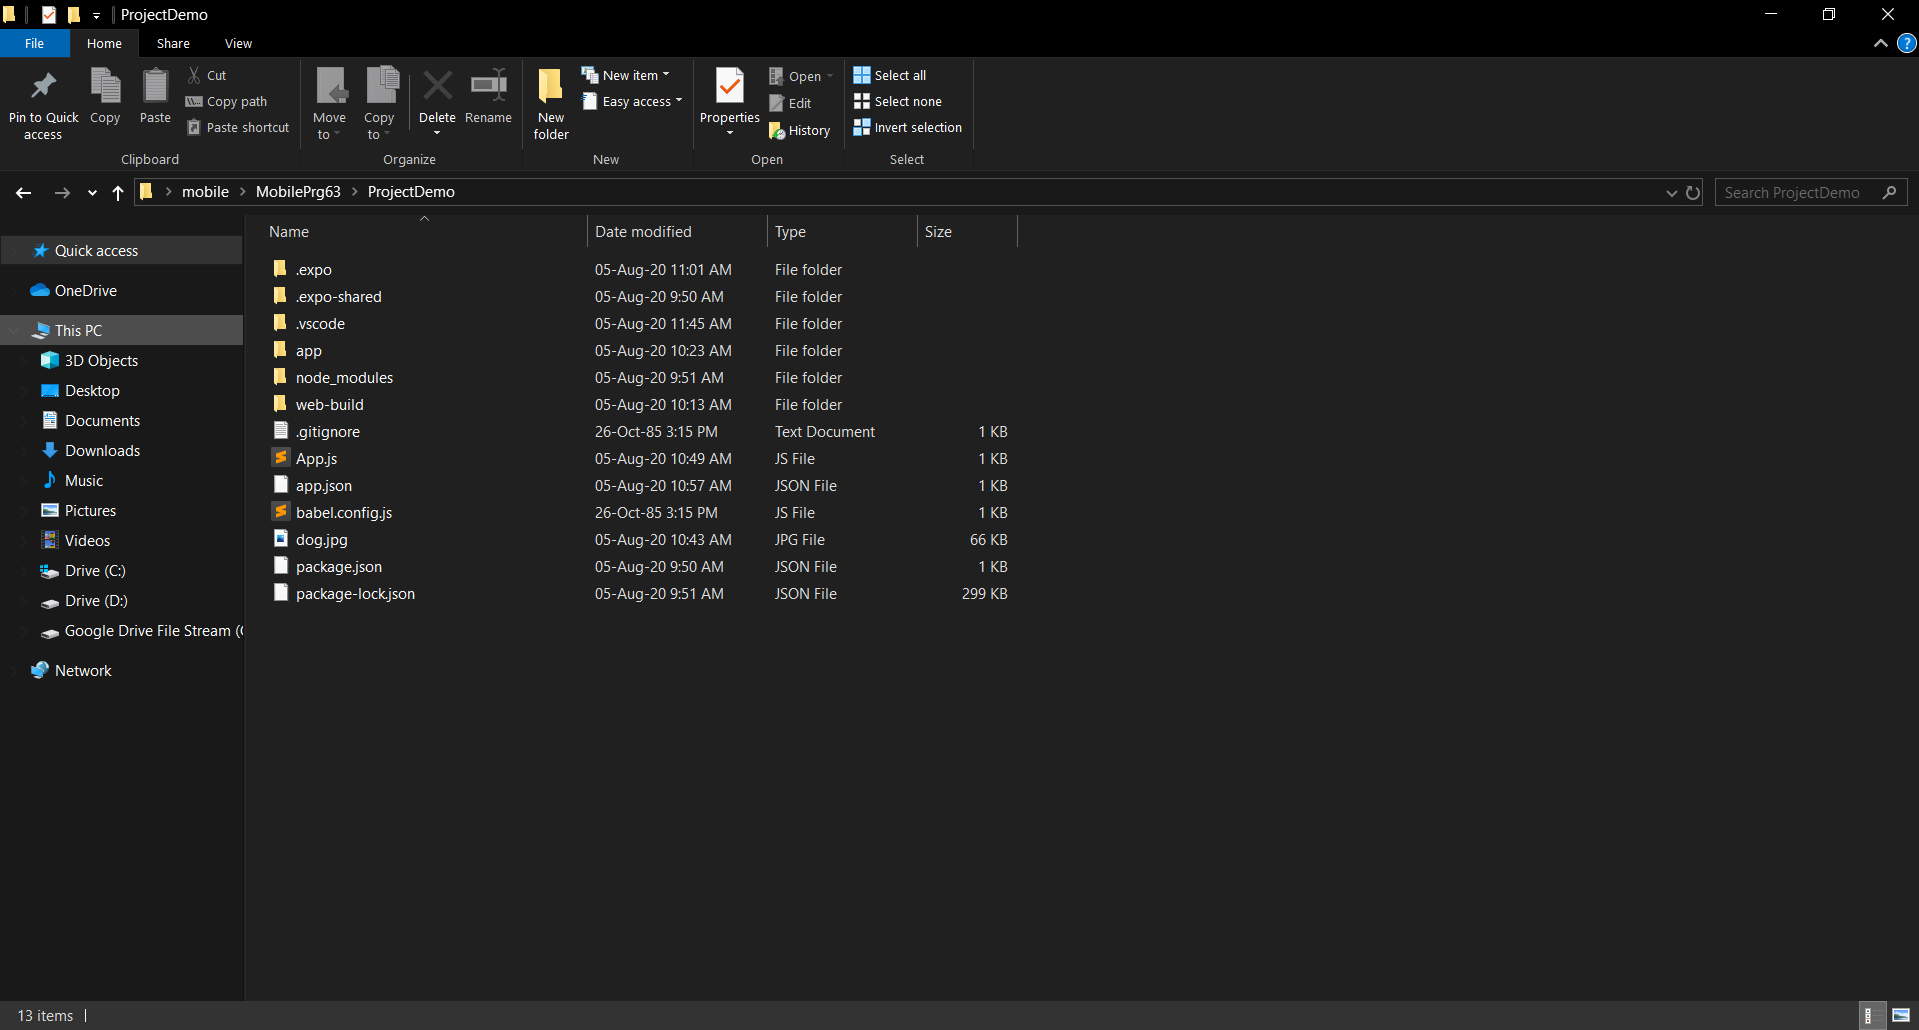 ProjectDemo
File Home Share View
Pin to Quick access
Copy
Paste
Cut
Copy path
Paste shortcut
Clipboard
Move to
Copy to
Delete
Rename
Organize
New folder
New item
Easy access
New
Properties
Open
Edit
History
Open
Select all
Select none
Invert selection
Select
mobile > MobilePrg63 > ProjectDemo
Search ProjectDemo
Quick access
OneDrive
This PC
3D Objects
Desktop
Documents
Downloads
Music
Pictures
Videos
Drive (C:)
Drive (D:)
Google Drive File Stream (
Network
Name Date modified Type Size
.expo 05-Aug-20 11:01 AM File folder
.expo-shared 05-Aug-20 9:50 AM File folder
.vscode 05-Aug-20 11:45 AM File folder
app 05-Aug-20 10:23 AM File folder
node_modules 05-Aug-20 9:51 AM File folder
web-build 05-Aug-20 10:13 AM File folder
.gitignore 26-Oct-85 3:15 PM Text Document 1 KB
App.js 05-Aug-20 10:49 AM JS File 1 KB
app.json 05-Aug-20 10:57 AM JSON File 1 KB
babel.config.js 26-Oct-85 3:15 PM JS File 1 KB
dog.jpg 05-Aug-20 10:43 AM JPG File 66 KB
package.json 05-Aug-20 9:50 AM JSON File 1 KB
package-lock.json 05-Aug-20 9:51 AM JSON File 299 KB
13 items